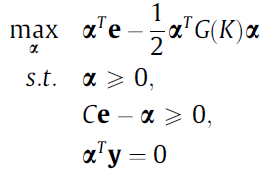 max α α^T e − 1/2 α^T G(K)α
s.t. α ⩾ 0,
Ce − α ⩾ 0,
α^T y = 0